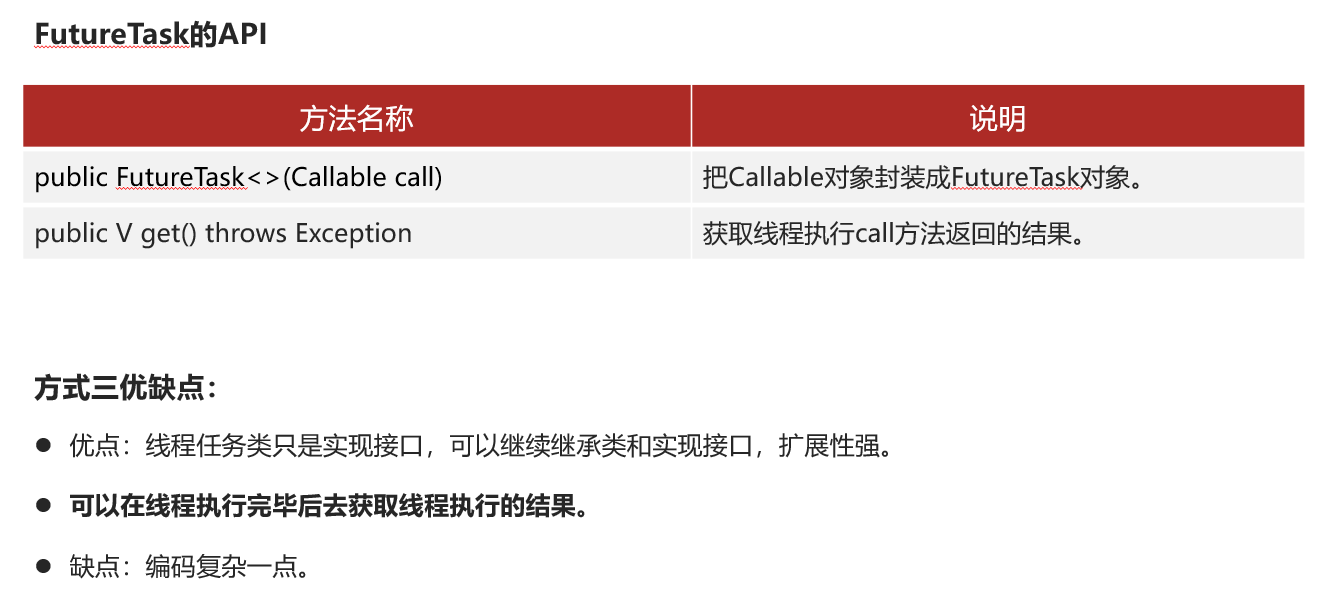 FutureTask的API
方法名称 说明
public FutureTask<>(Callable call) 把Callable对象封装成FutureTask对象。
public V get() throws Exception 获取线程执行call方法返回的结果。
方式三优缺点：
● 优点：线程任务类只是实现接口，可以继续继承类和实现接口，扩展性强。
● 可以在线程执行完毕后去获取线程执行的结果。
● 缺点：编码复杂一点。